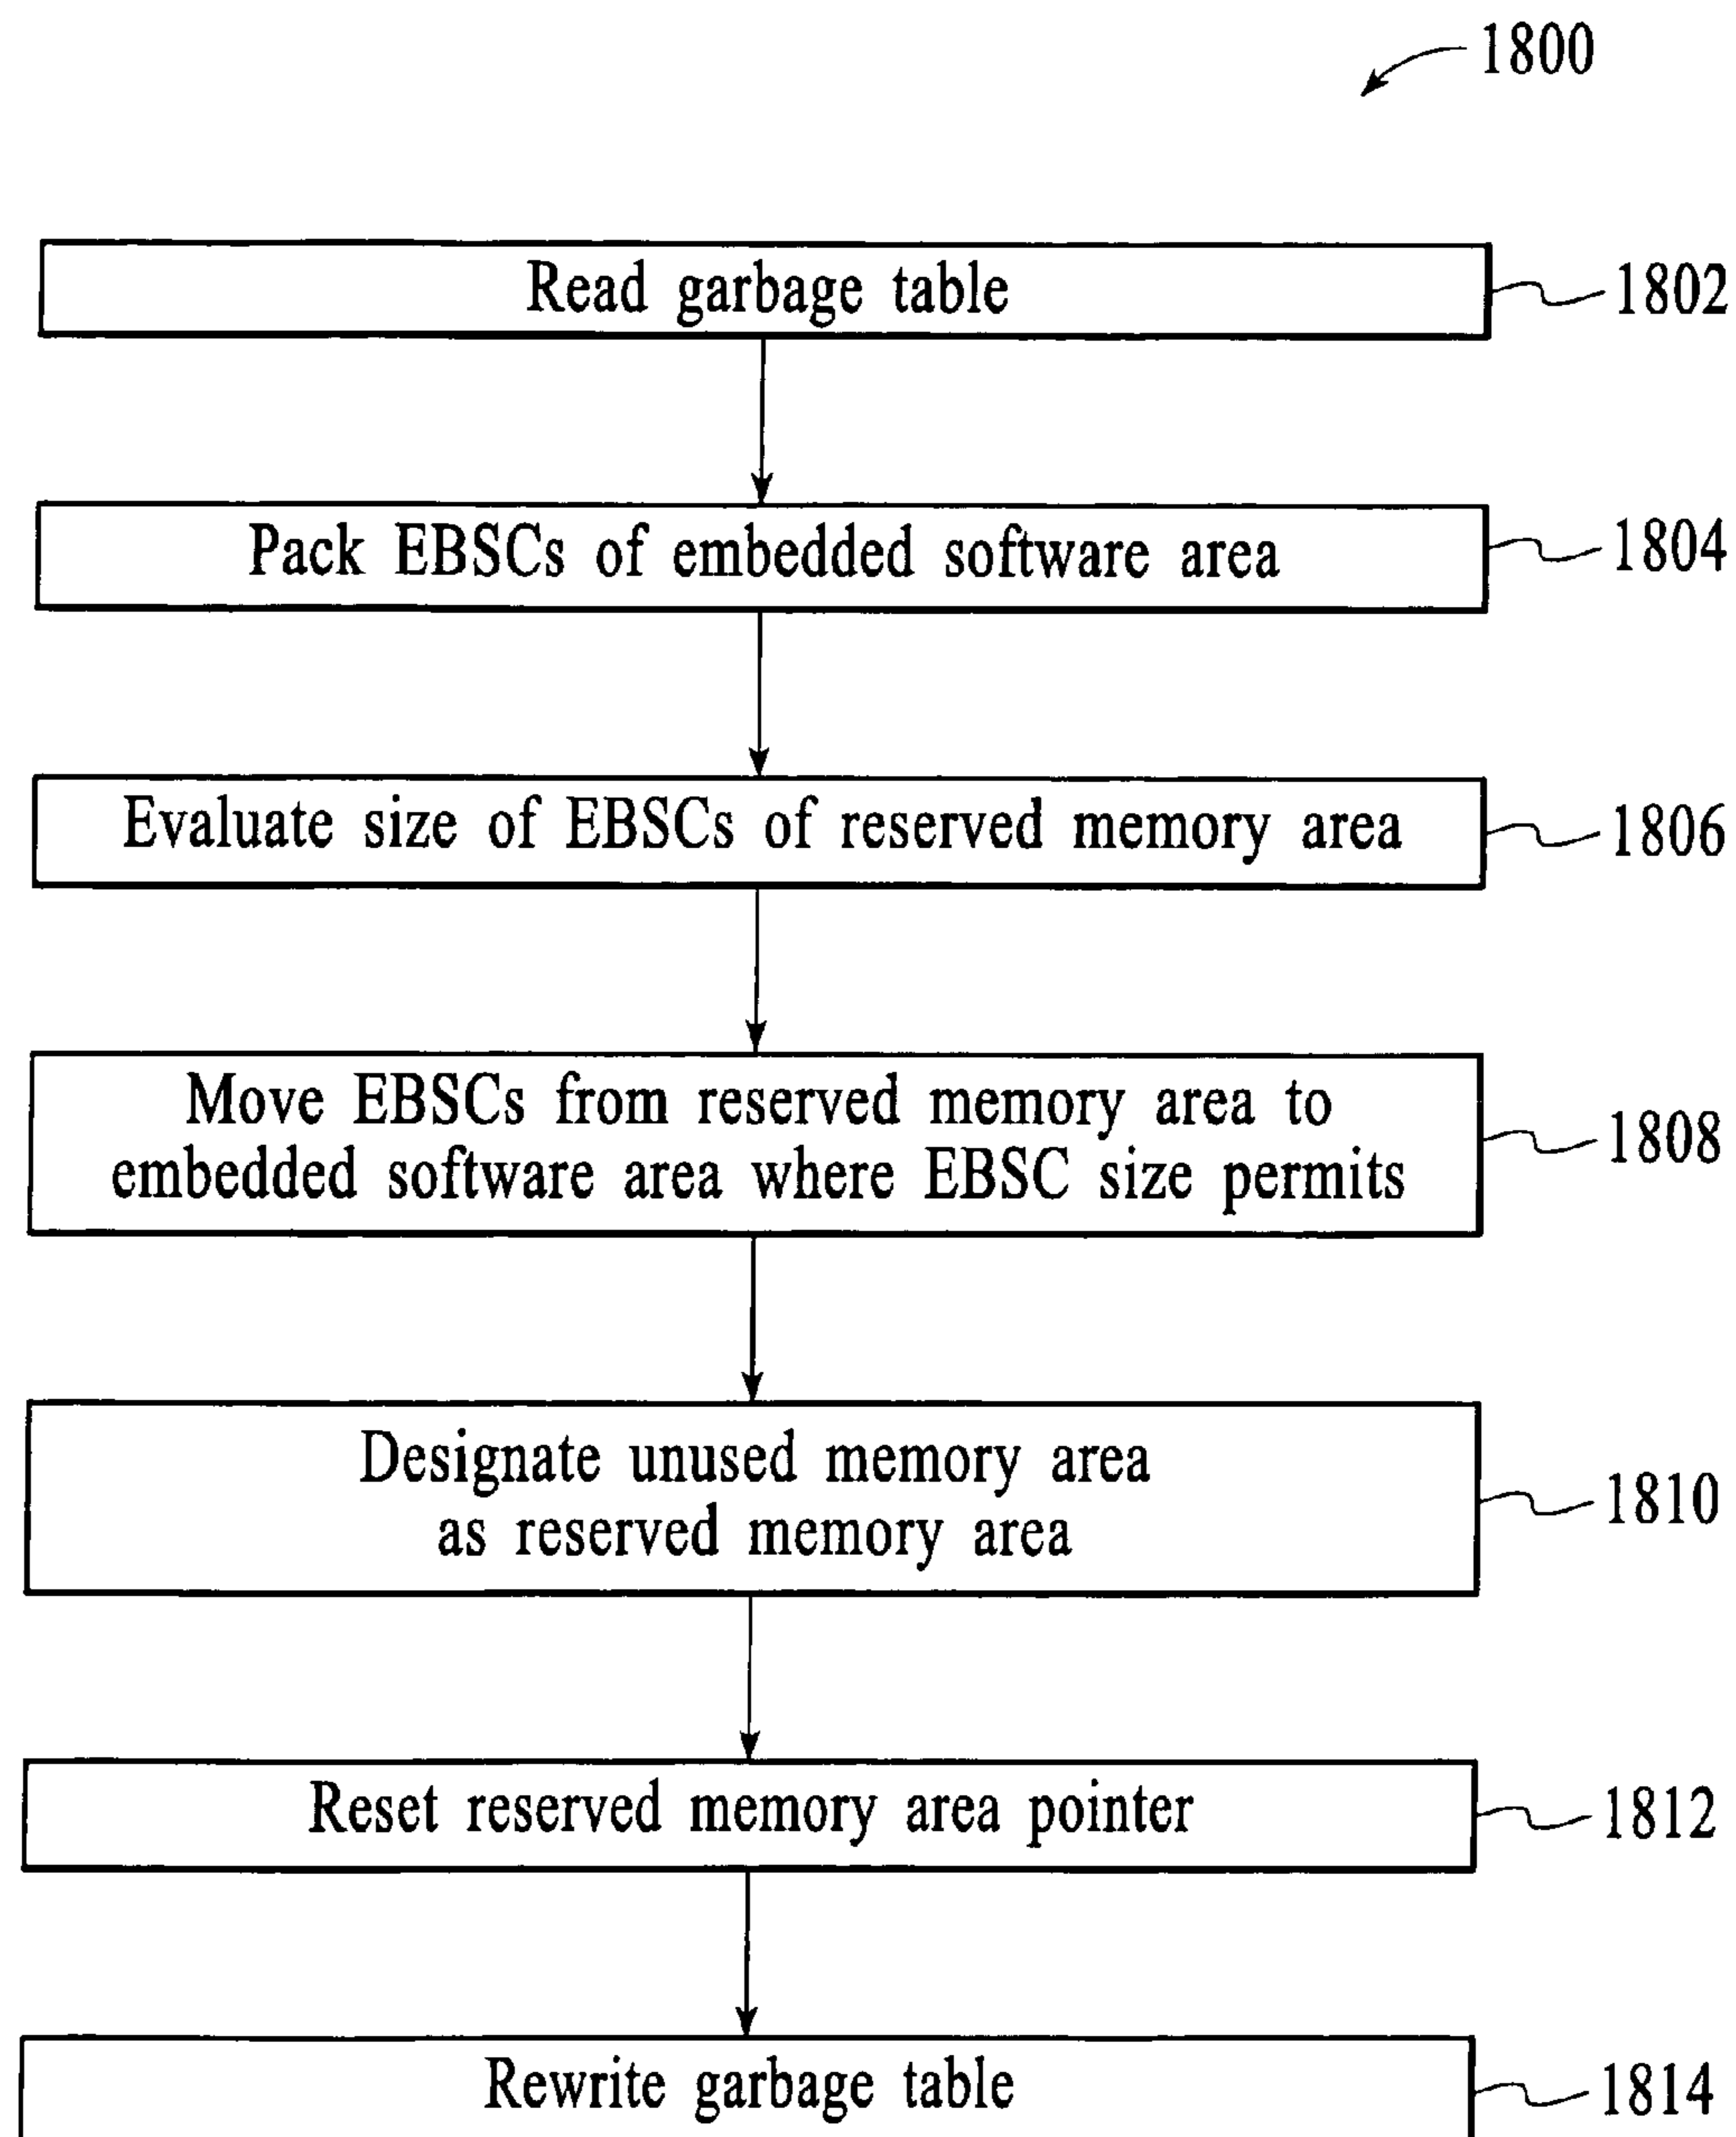 1800
Read garbage table
1802
Pack EBSCs of embedded software area
1804
Evaluate size of EBSCs of reserved memory area
1806
Move EBSCs from reserved memory area to
embedded software area where EBSC size permits
1808
Designate unused memory area
as reserved memory area
1810
Reset reserved memory area pointer
1812
Rewrite garbage table
1814